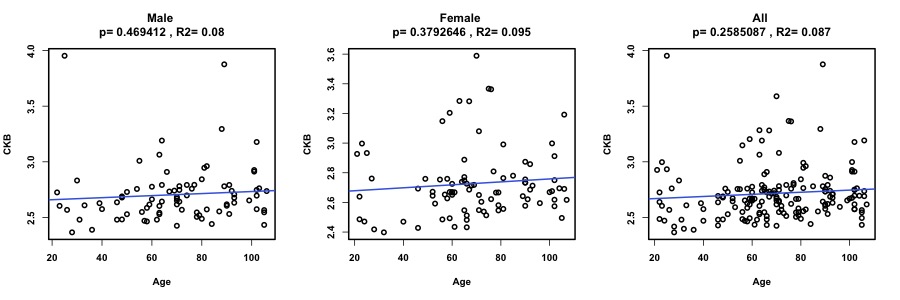 Male
p= 0.469412 , R2= 0.08
CKB
4.0
3.5
3.0
2.5
20 40 60 80 100
Age
Female
p= 0.3792646 , R2= 0.095
CKB
3.6
3.4
3.2
3.0
2.8
2.6
2.4
20 40 60 80 100
Age
All
p= 0.2585087 , R2= 0.087
CKB
4.0
3.5
3.0
2.5
20 40 60 80 100
Age